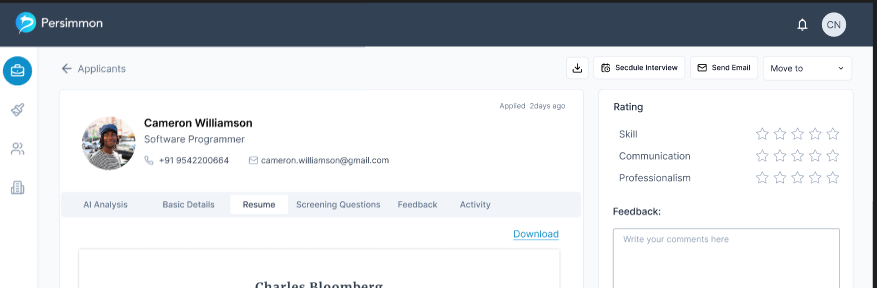 Persimmon
CN
Applicants
Secdule Interview
Send Email
Move to
Applied 2days ago
Cameron Williamson
Software Programmer
+91 9542200664
cameron.williamson@gmail.com
AI Analysis
Basic Details
Resume
Screening Questions
Feedback
Activity
Download
Charles Bloomberg
Rating
Skill
Communication
Professionalism
Feedback:
Write your comments here